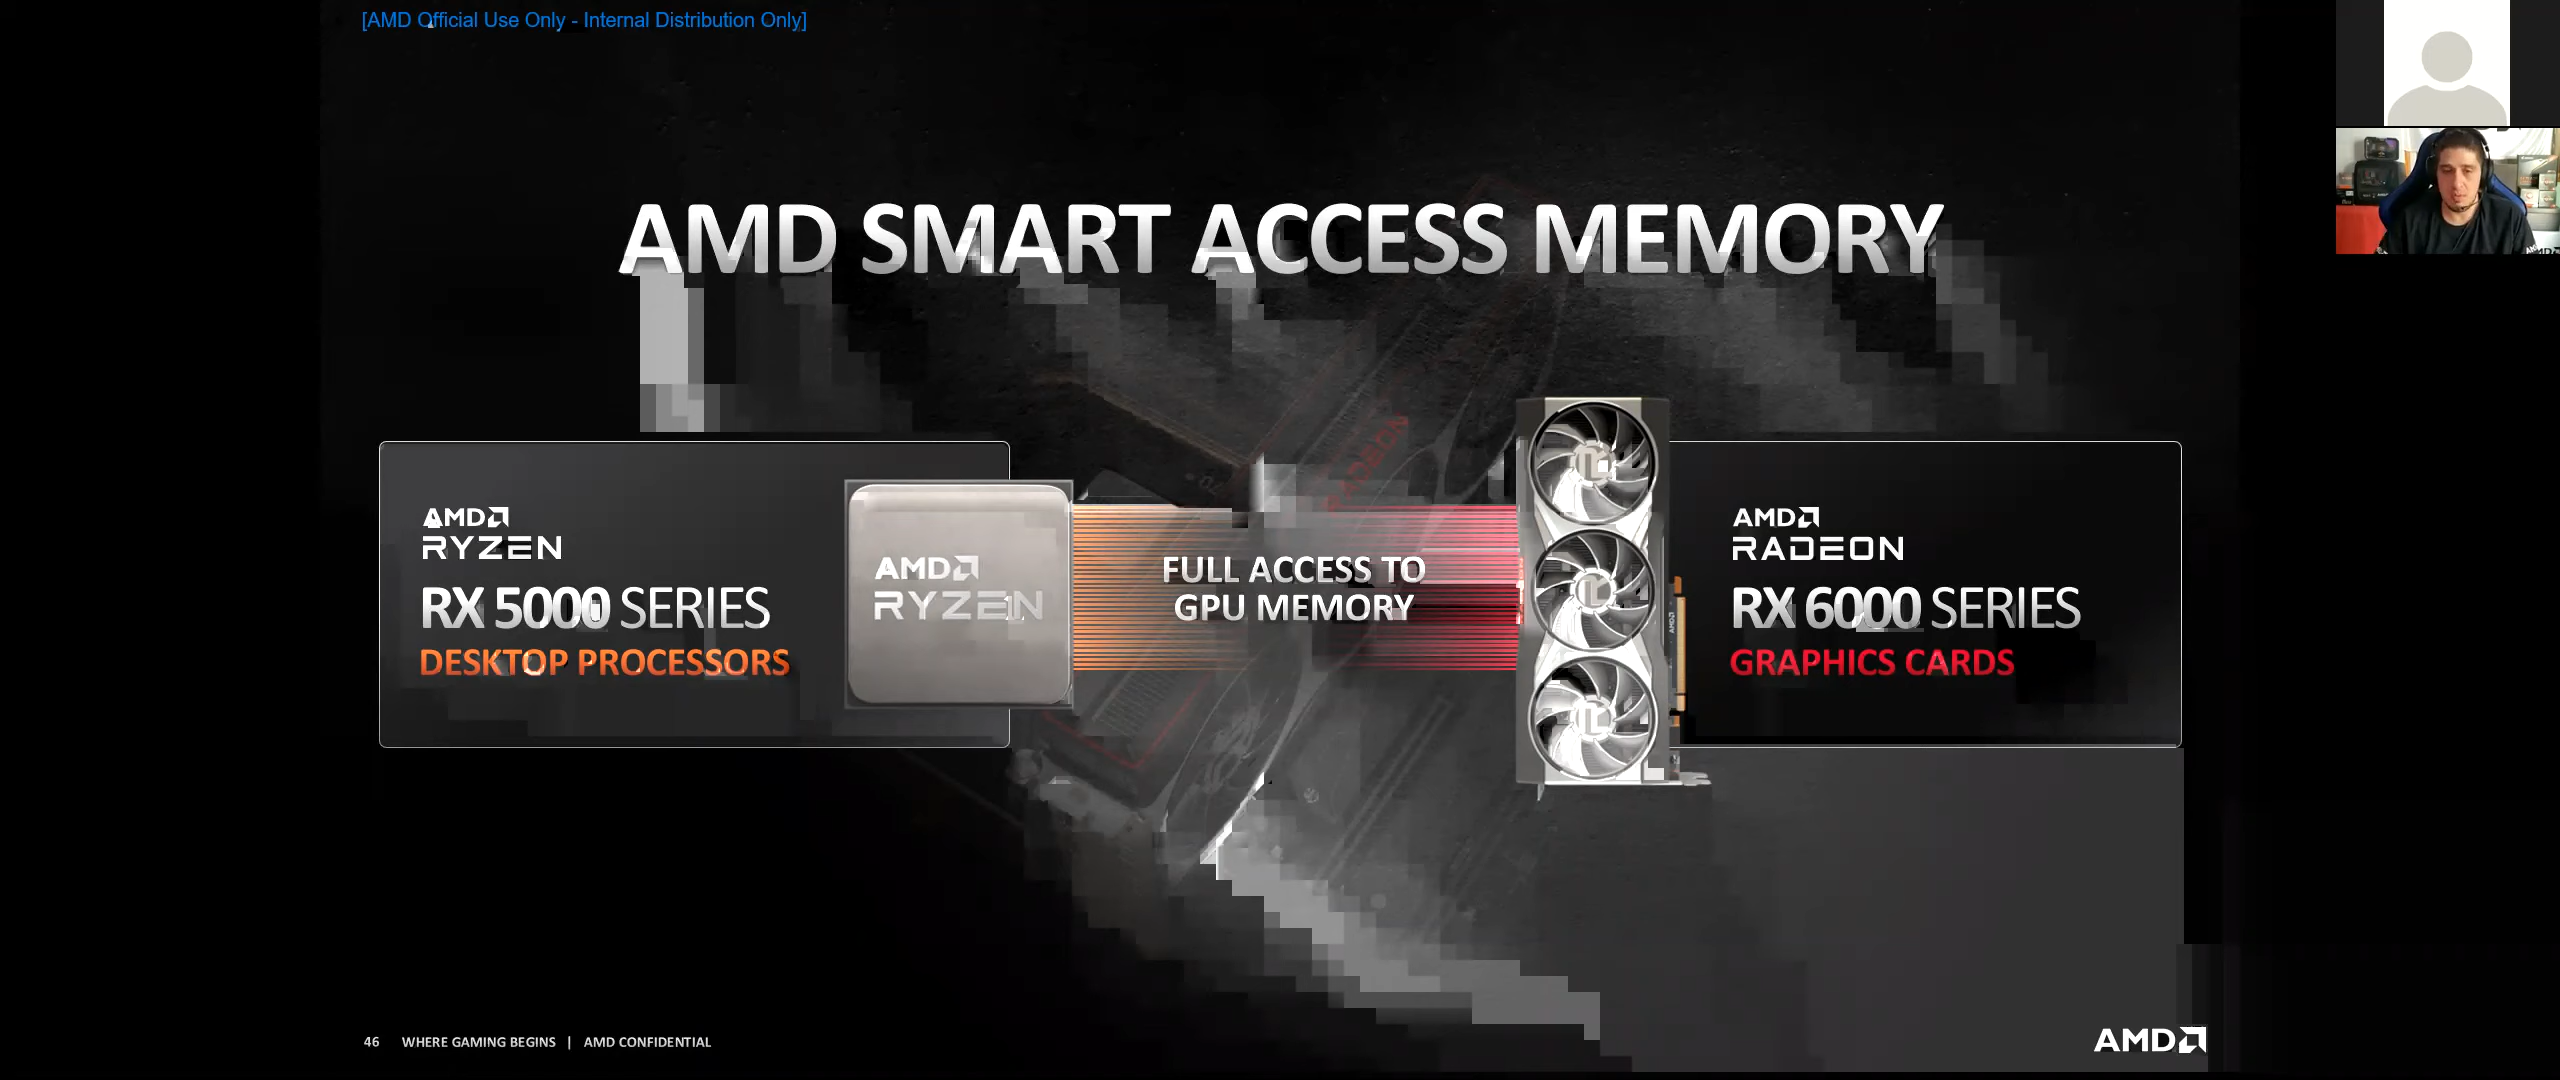 [AMD Official Use Only - Internal Distribution Only]
AMD SMART ACCESS MEMORY
AMD
RYZEN
RX 5000 SERIES
DESKTOP PROCESSORS
AMD
RYZEN
FULL ACCESS TO
GPU MEMORY
RADEON
AMD
RADEON
RX 6000 SERIES
GRAPHICS CARDS
46 WHERE GAMING BEGINS | AMD CONFIDENTIAL
AMD